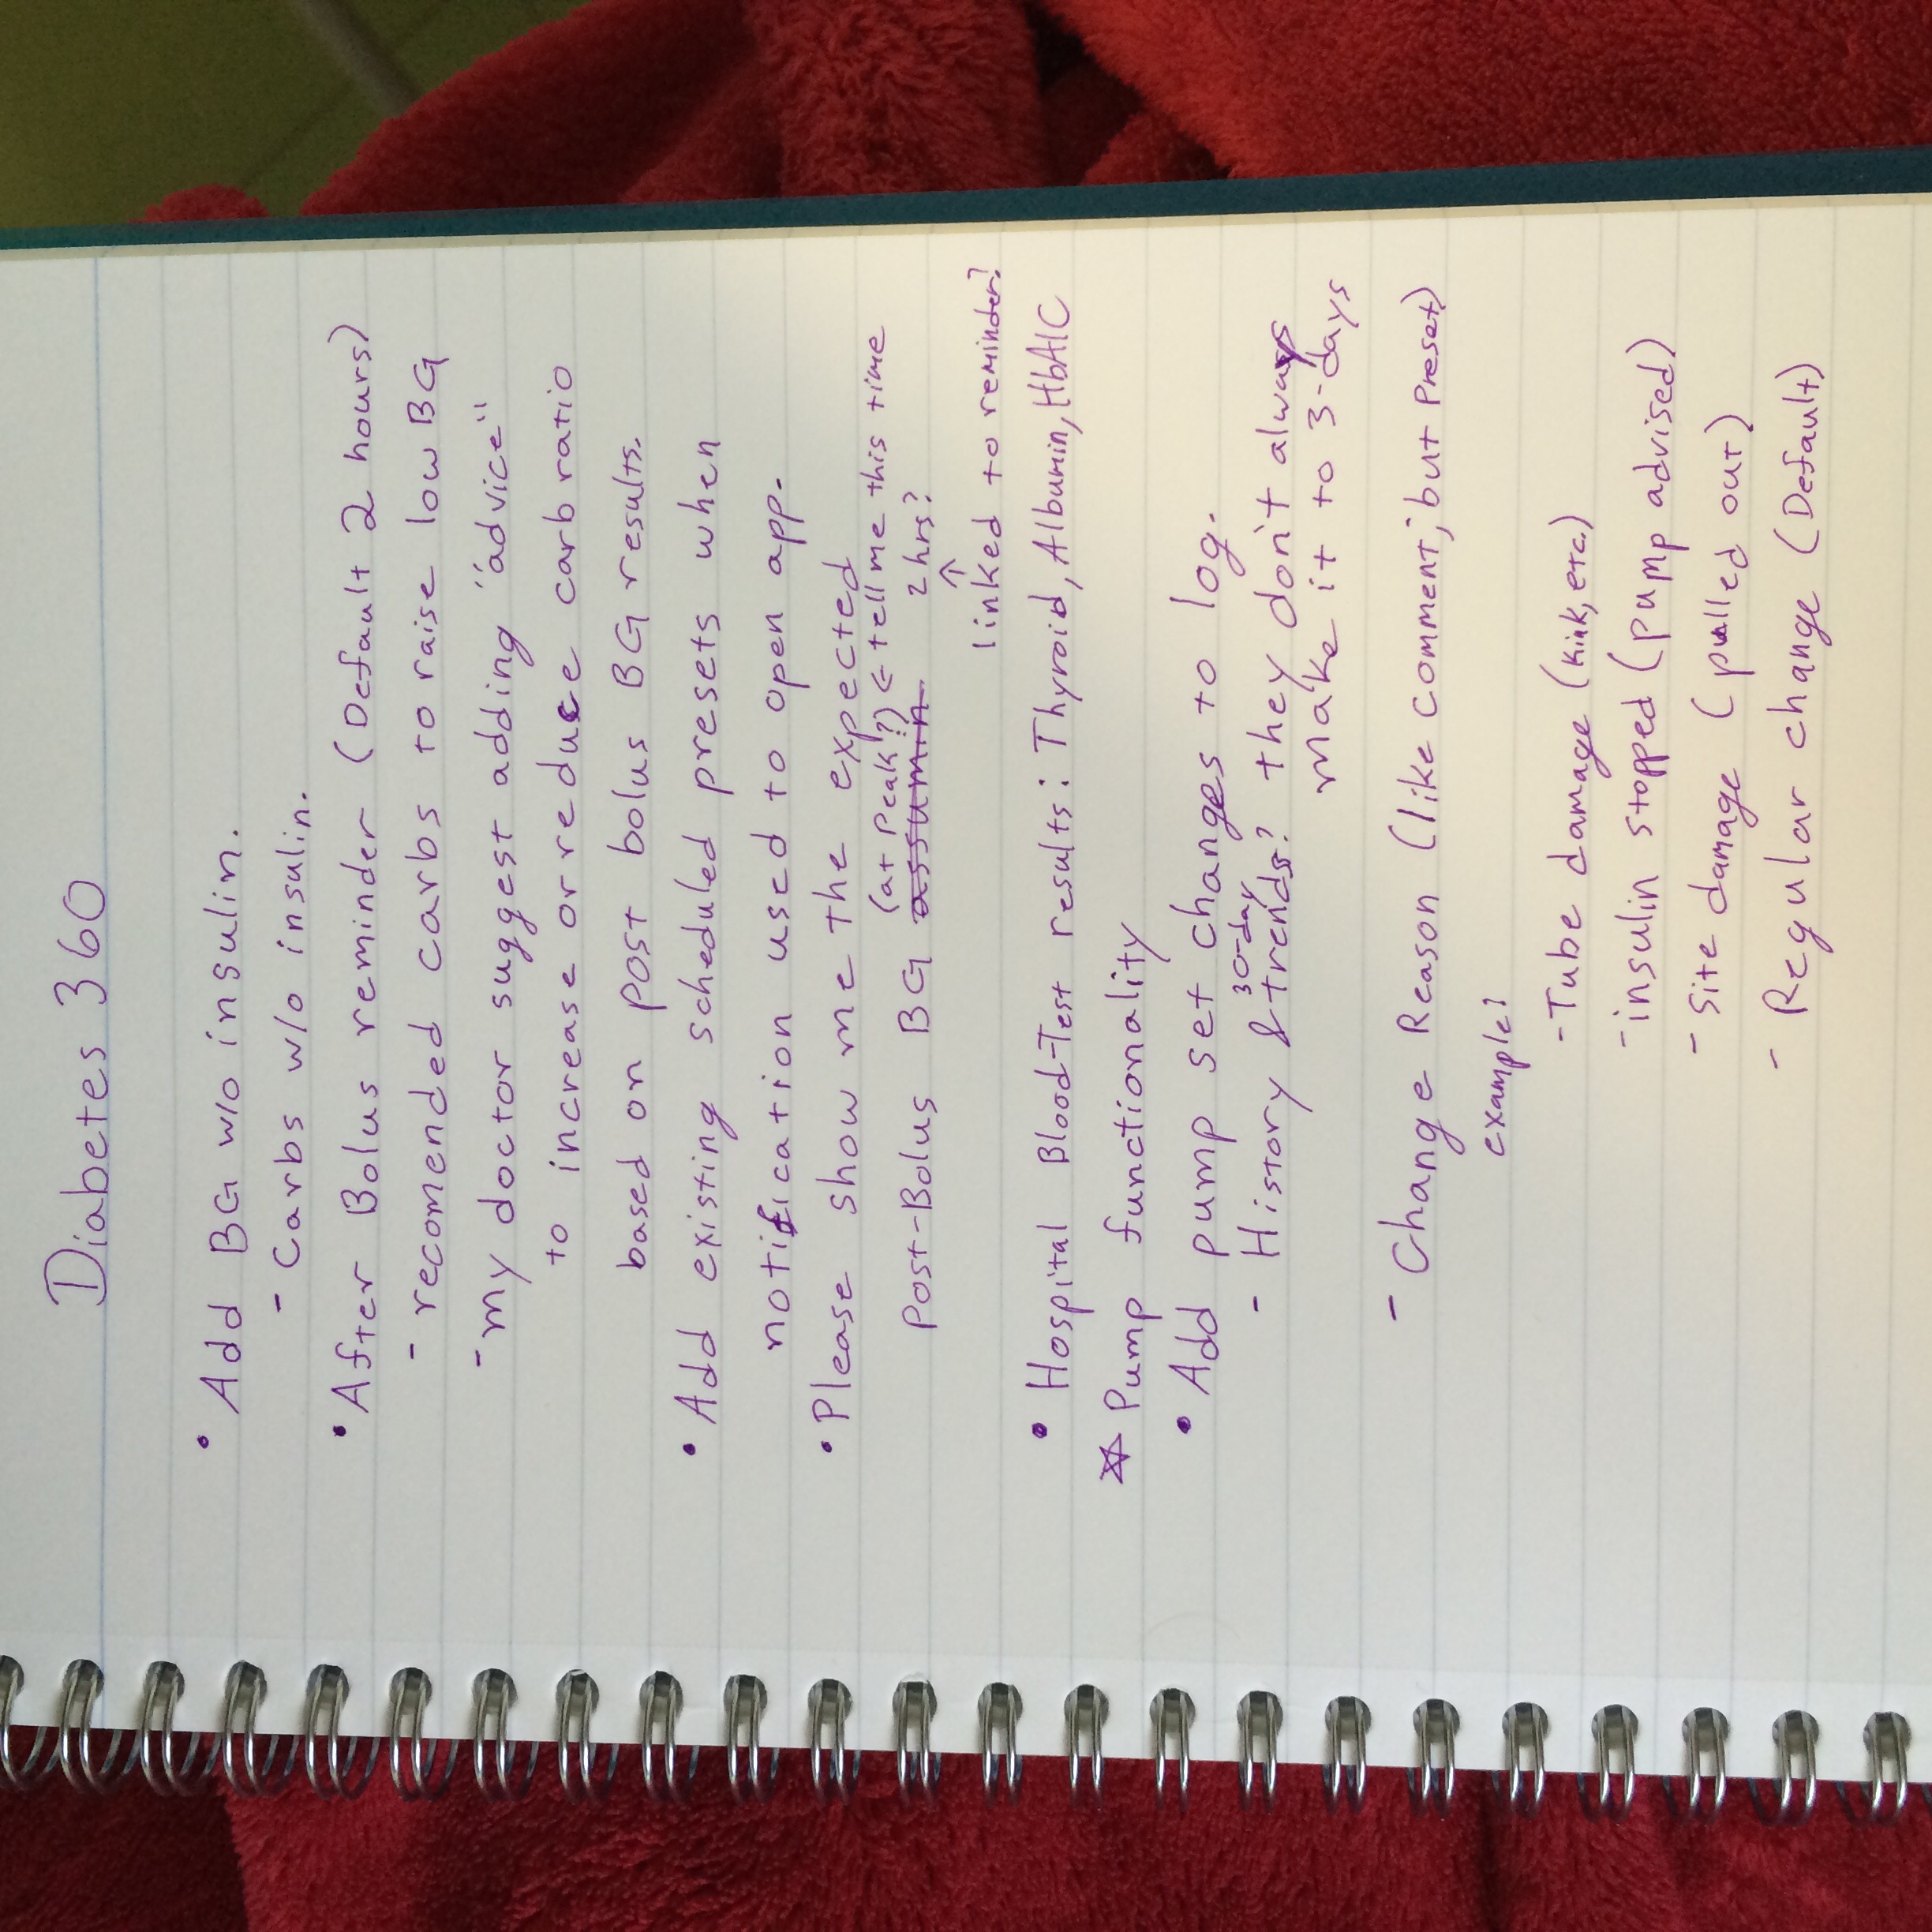 Diabetes 360
• Add BG w/o insulin.
- Carbs w/o insulin.
• After Bolus reminder (Default 2 hours)
- recomended carbs to raise low BG
- my doctor suggest adding "advice"
to increase or reduce carb ratio
based on post bolus BG results.
• Add existing scheduled presets when
notification used to open app.
• Please show me the expected
(at Peak?) ← tell me this time
Post-Bolus BG assumin 2 hrs?
↑
linked to reminder?
• Hospital Blood-Test results: Thyroid, Albumin, HbA1C
☆ Pump functionality
• Add pump set changes to log.
30-day
- History & trends? they don't always
make it to 3-days
- Change Reason (like comment, but Preset)
example:
- Tube damage (kink, etc.)
- insulin stopped (pump advised)
- Site damage (pulled out)
- Regular change (Default)